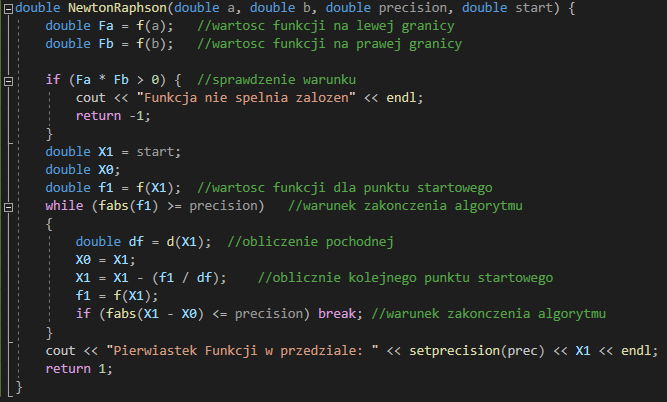 double NewtonRaphson(double a, double b, double precision, double start) {
double Fa = f(a);   //wartosc funkcji na lewej granicy
double Fb = f(b);   //wartosc funkcji na prawej granicy
if (Fa * Fb > 0) {  //sprawdzenie warunku
cout << "Funkcja nie spelnia zalozen" << endl;
return -1;
}
double X1 = start;
double X0;
double f1 = f(X1);  //wartosc funkcji dla punktu startowego
while (fabs(f1) >= precision)   //warunek zakonczenia algorytmu
{
double df = d(X1);  //obliczenie pochodnej
X0 = X1;
X1 = X1 - (f1 / df);    //oblicznie kolejnego punktu startowego
f1 = f(X1);
if (fabs(X1 - X0) <= precision) break; //warunek zakonczenia algorytmu
}
cout << "Pierwiastek Funkcji w przedziale: " << setprecision(prec) << X1 << endl;
return 1;
}